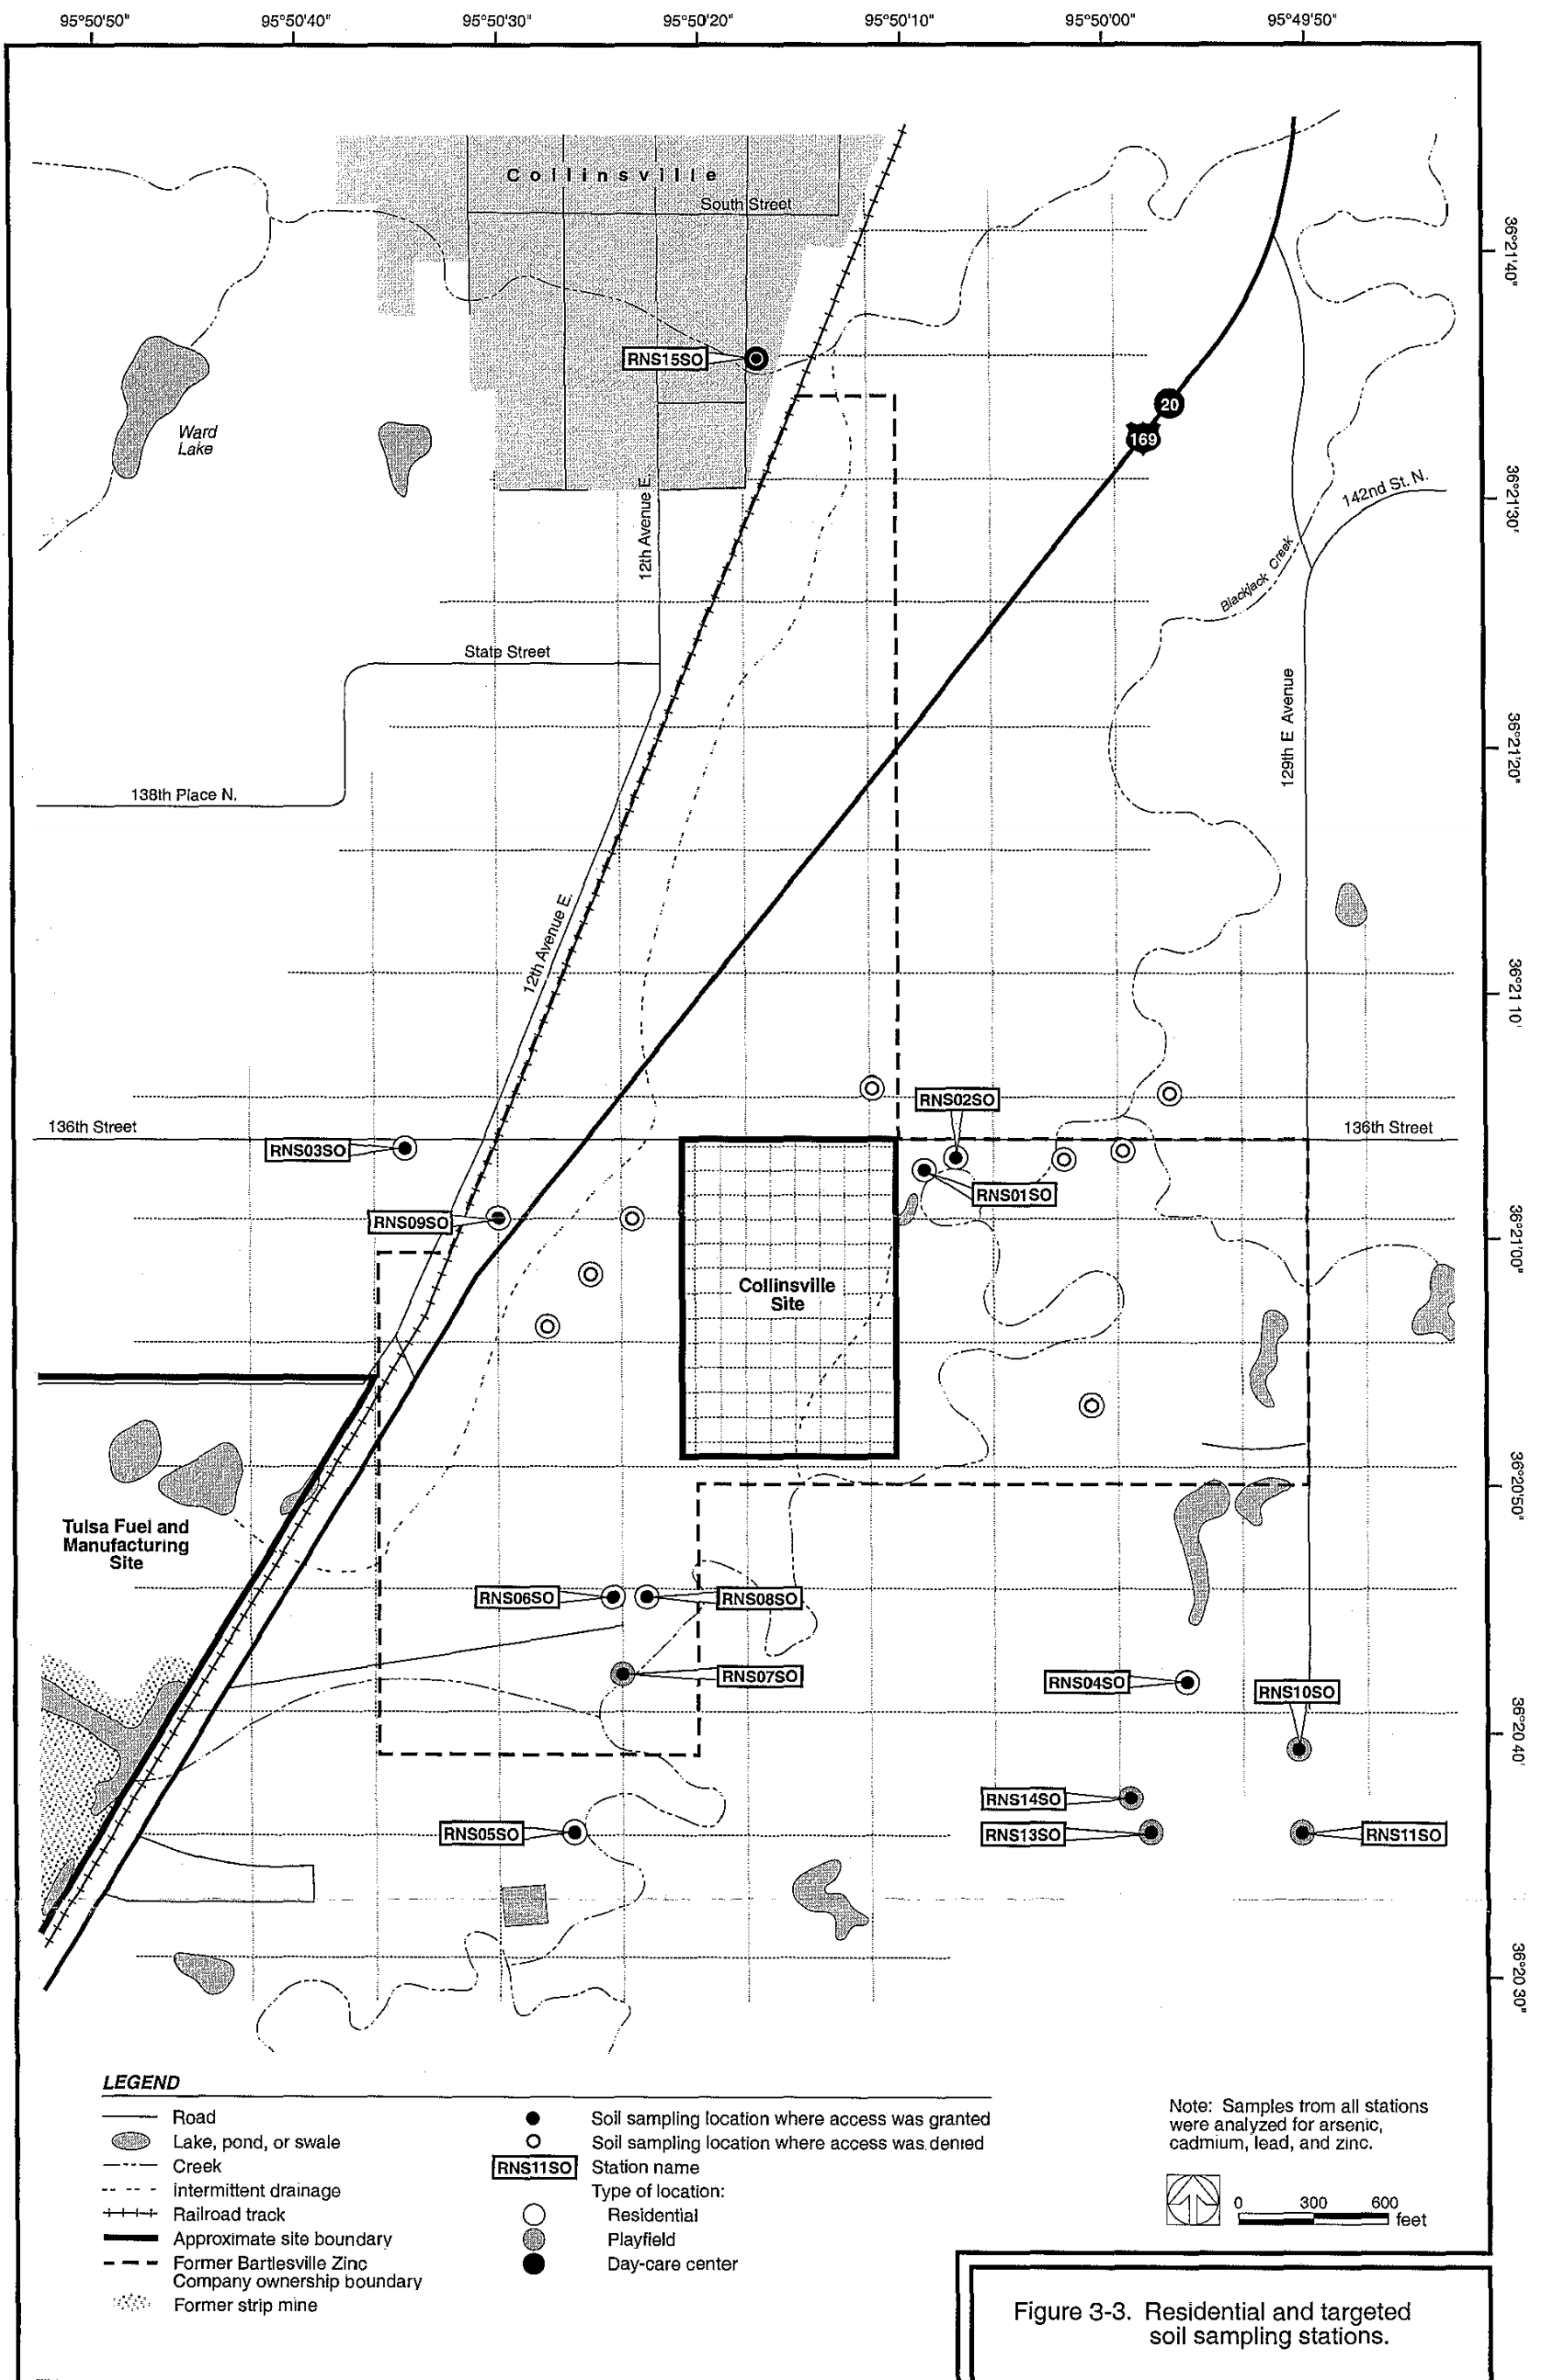 95°50'50"
95°50'40"
95°50'30"
95°50'20"
95°50'10"
95°50'00"
95°49'50"
Collinsville
South Street
36°21'40"
RNS15SO
20
169
Ward
Lake
142nd St. N.
36°21'30'
12th Avenue E.
Blackjack Creek
State Street
129th E Avenue
36°21'20"
138th Place N.
12th Avenue E.
36°21 10'
RNS02SO
136th Street
136th Street
RNS03SO
RNS01SO
RNS09SO
36°21'00"
Collinsville
Site
36°20'50"
Tulsa Fuel and
Manufacturing
Site
RNS06SO
RNS08SO
RNS07SO
RNS04SO
RNS10SO
36°20 40'
RNS14SO
RNS05SO
RNS13SO
RNS11SO
36°20 30"
LEGEND
Road
Lake, pond, or swale
Creek
Intermittent drainage
Railroad track
Approximate site boundary
Former Bartlesville Zinc
Company ownership boundary
Former strip mine
Soil sampling location where access was granted
Soil sampling location where access was denied
RNS11SO Station name
Type of location:
Residential
Playfield
Day-care center
Note: Samples from all stations
were analyzed for arsenic,
cadmium, lead, and zinc.
0 300 600
feet
Figure 3-3. Residential and targeted
soil sampling stations.